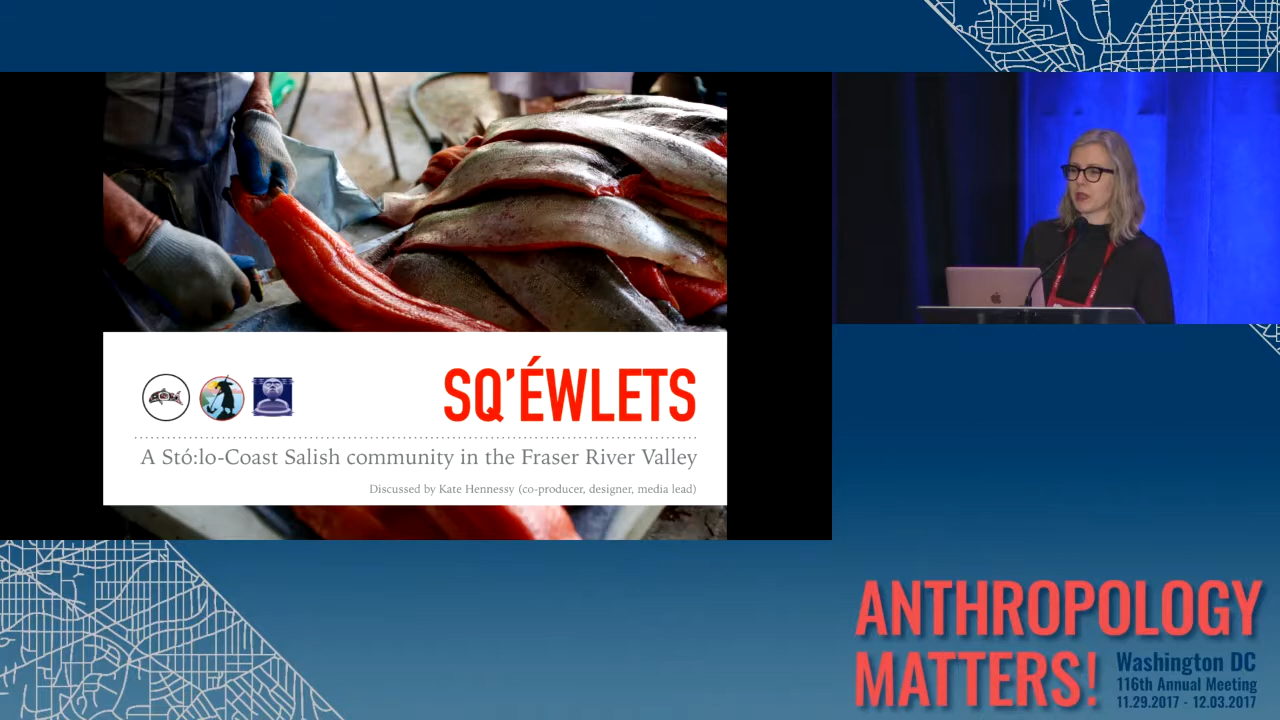 SQ’ÉWLETS
A Stó:lo-Coast Salish community in the Fraser River Valley
Discussed by Kate Hennessy (co-producer, designer, media lead)
ANTHROPOLOGY
MATTERS!
Washington DC
116th Annual Meeting
11.29.2017 - 12.03.2017